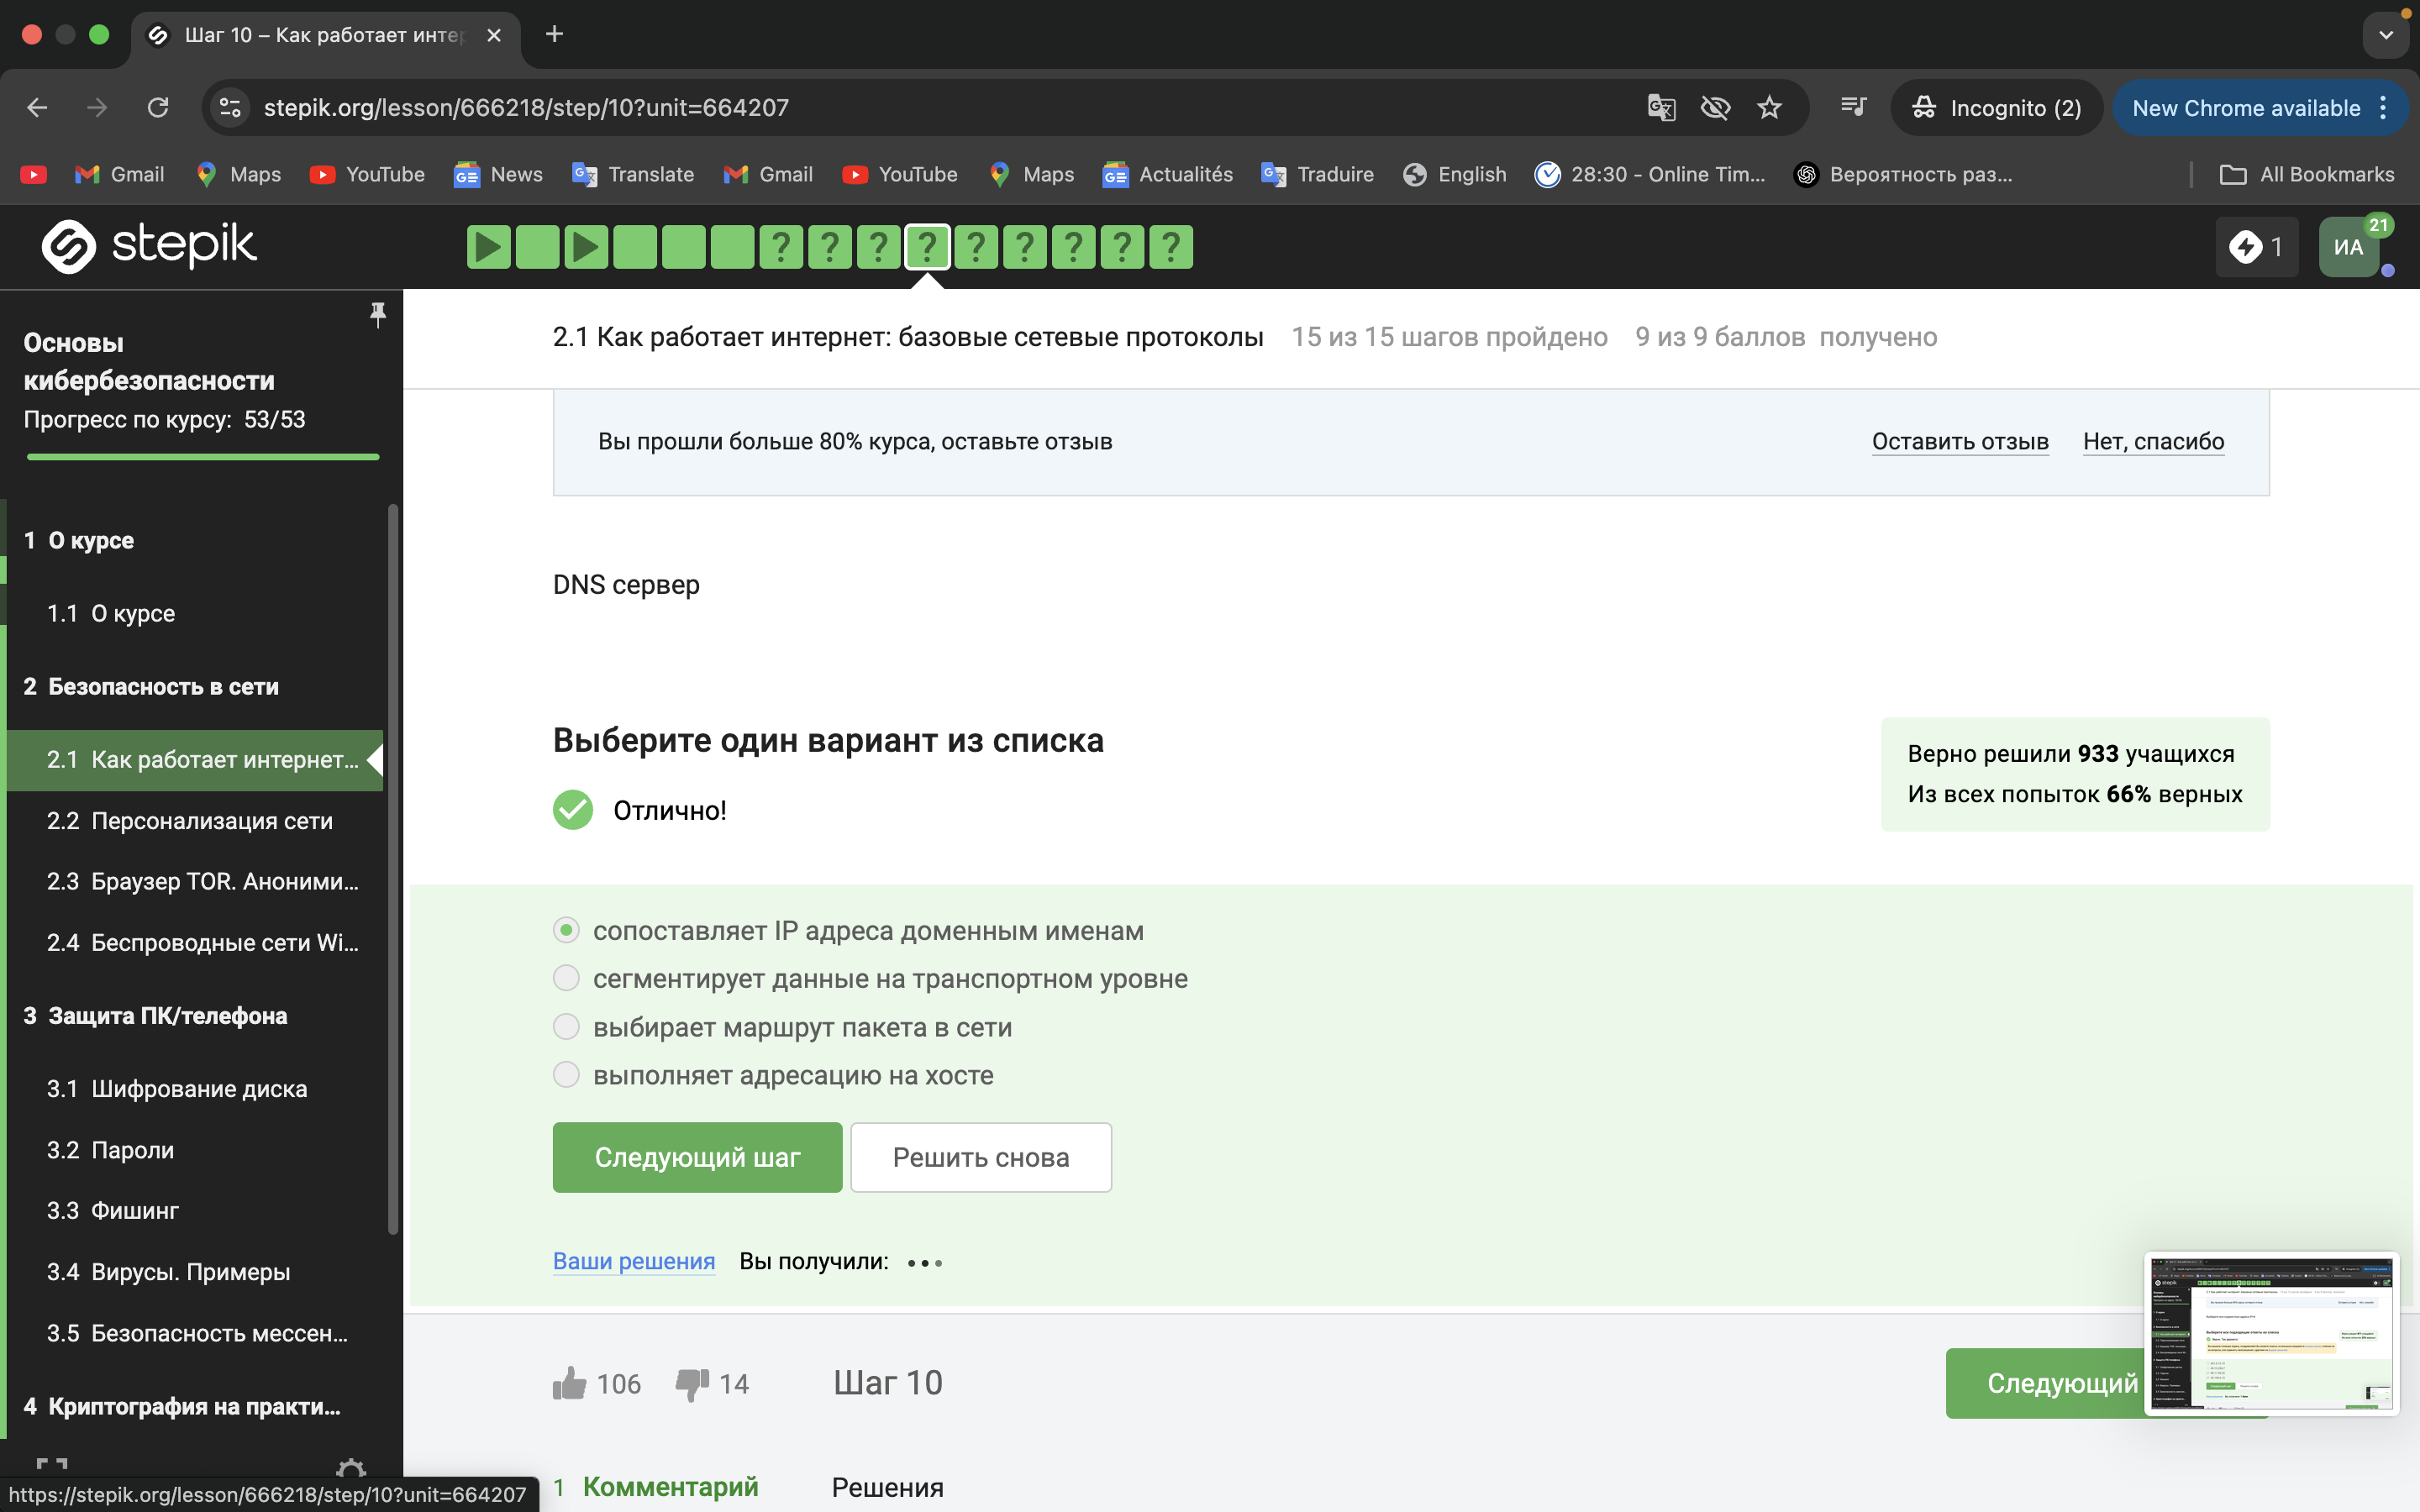 Шаг 10 – Как работает интер
stepik.org/lesson/666218/step/10?unit=664207
Incognito (2)
New Chrome available
Gmail
Maps
YouTube
News
Translate
Gmail
YouTube
Maps
Actualités
Traduire
English
28:30 - Online Tim...
Вероятность раз...
All Bookmarks
stepik
? ? ? ? ? ? ? ? ?
1
ИА
21
Основы
кибербезопасности
Прогресс по курсу: 53/53
1 О курсе
1.1 О курсе
2 Безопасность в сети
2.1 Как работает интернет...
2.2 Персонализация сети
2.3 Браузер TOR. Аноними...
2.4 Беспроводные сети Wi...
3 Защита ПК/телефона
3.1 Шифрование диска
3.2 Пароли
3.3 Фишинг
3.4 Вирусы. Примеры
3.5 Безопасность мессен...
4 Криптография на практи...
https://stepik.org/lesson/666218/step/10?unit=664207
2.1 Как работает интернет: базовые сетевые протоколы 15 из 15 шагов пройдено 9 из 9 баллов получено
Вы прошли больше 80% курса, оставьте отзыв
Оставить отзыв
Нет, спасибо
DNS сервер
Выберите один вариант из списка
Отлично!
Верно решили 933 учащихся
Из всех попыток 66% верных
сопоставляет IP адреса доменным именам
сегментирует данные на транспортном уровне
выбирает маршрут пакета в сети
выполняет адресацию на хосте
Следующий шаг
Решить снова
Ваши решения Вы получили:
106
14
Шаг 10
Следующий
1 Комментарий
Решения